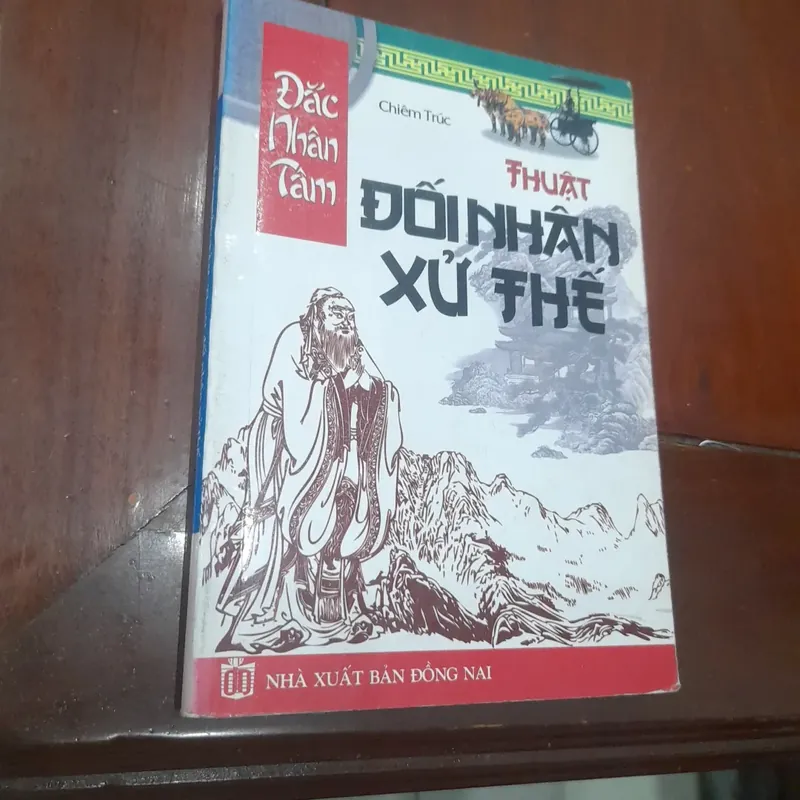 Đắc
Nhân
Tâm
Chiêm Trúc
THUẬT
ĐỐI NHÂN
XỬ THẾ
NHÀ XUẤT BẢN ĐỒNG NAI